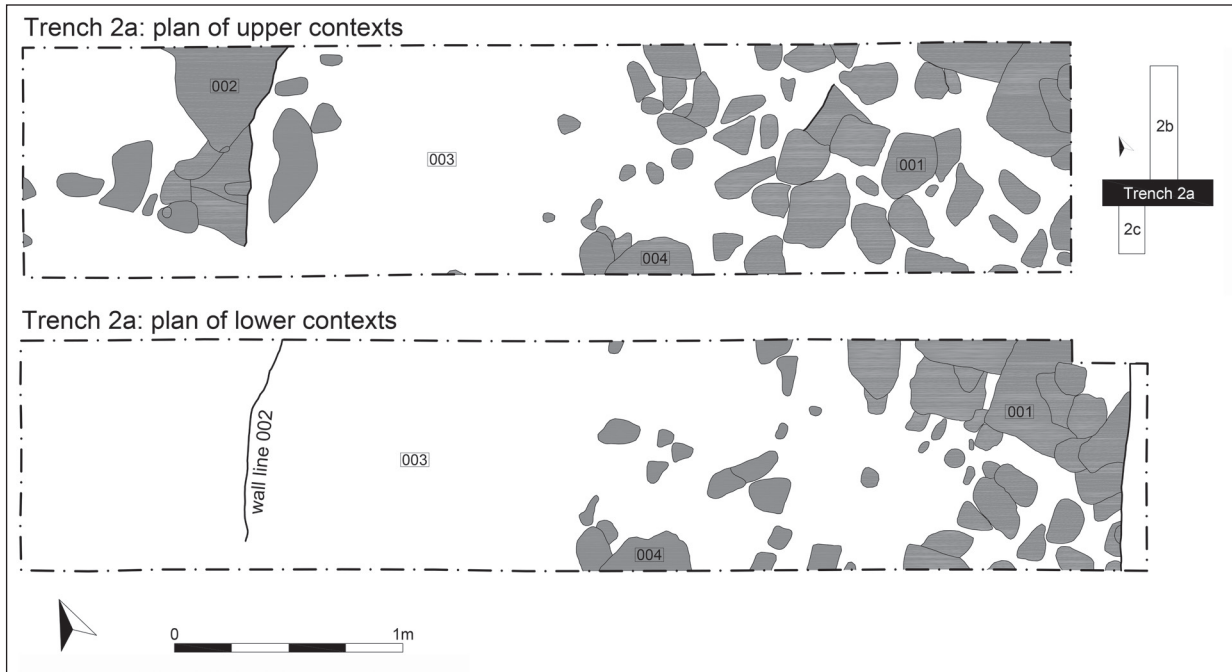 Trench 2a: plan of upper contexts
002
003
001
004
2b
Trench 2a
2c
Trench 2a: plan of lower contexts
wall line 002
003
001
004
0 1m